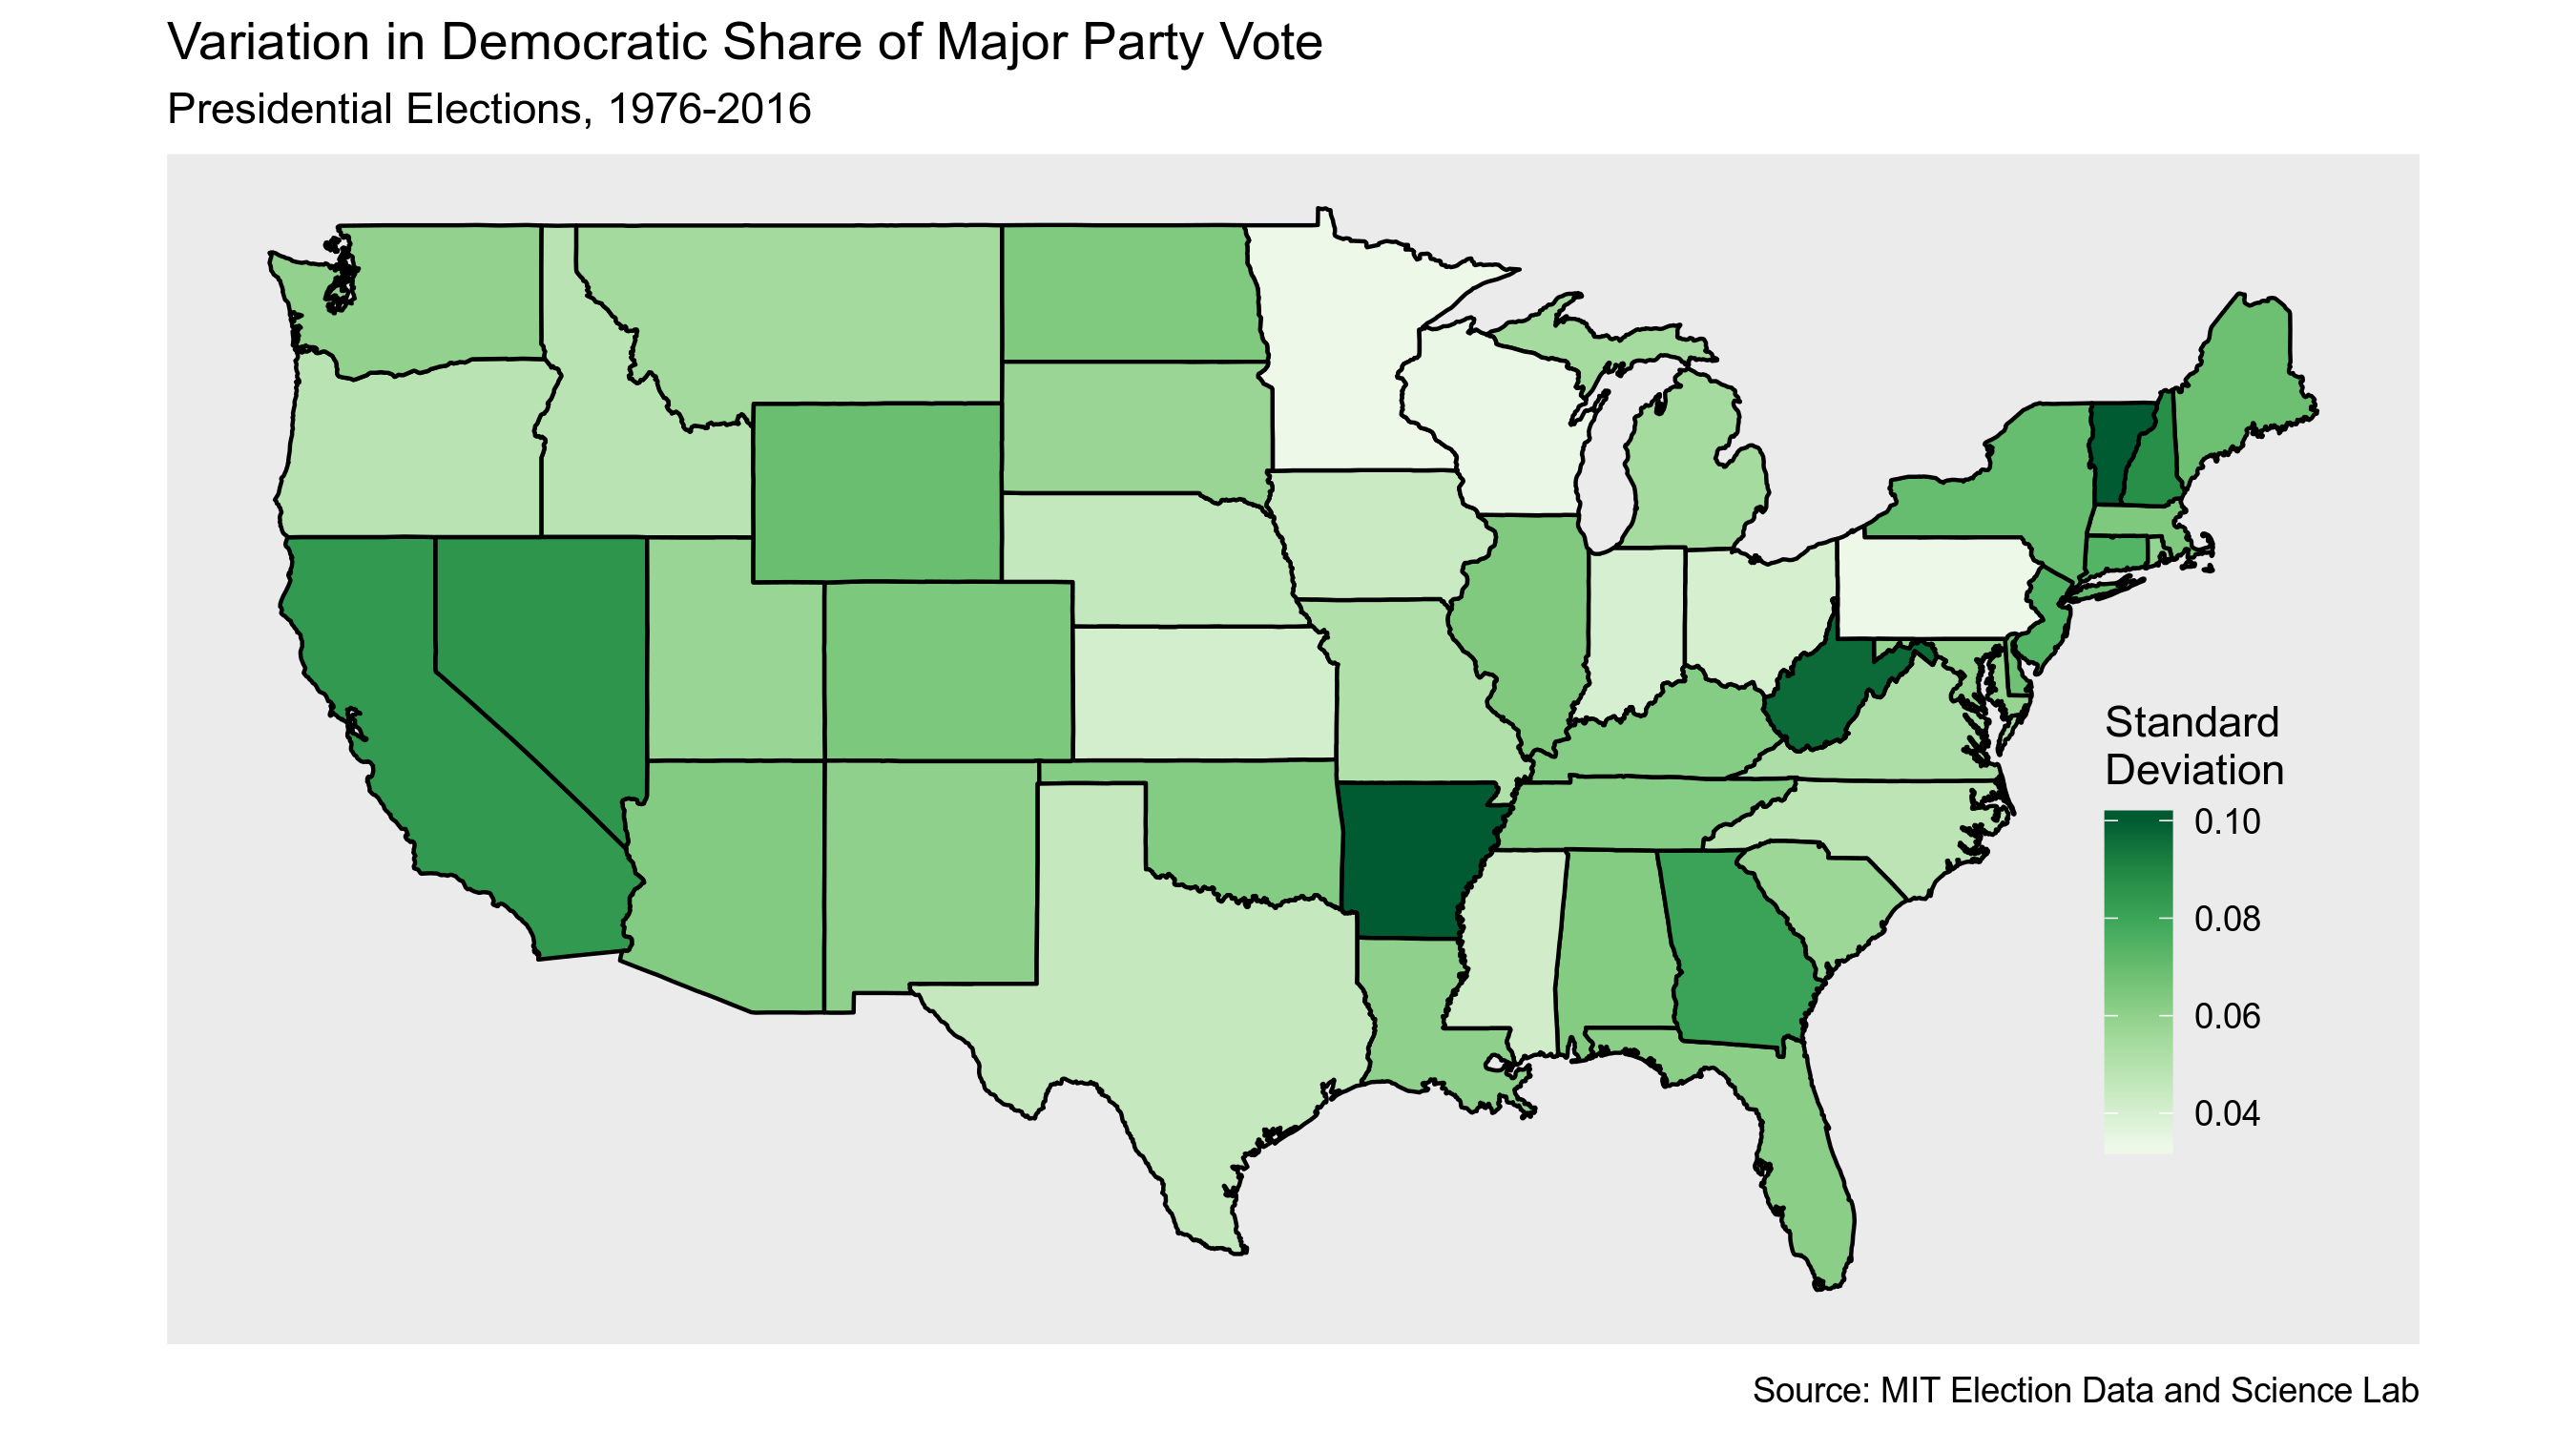 Variation in Democratic Share of Major Party Vote
Presidential Elections, 1976-2016
Standard
Deviation
0.10
0.08
0.06
0.04
Source: MIT Election Data and Science Lab